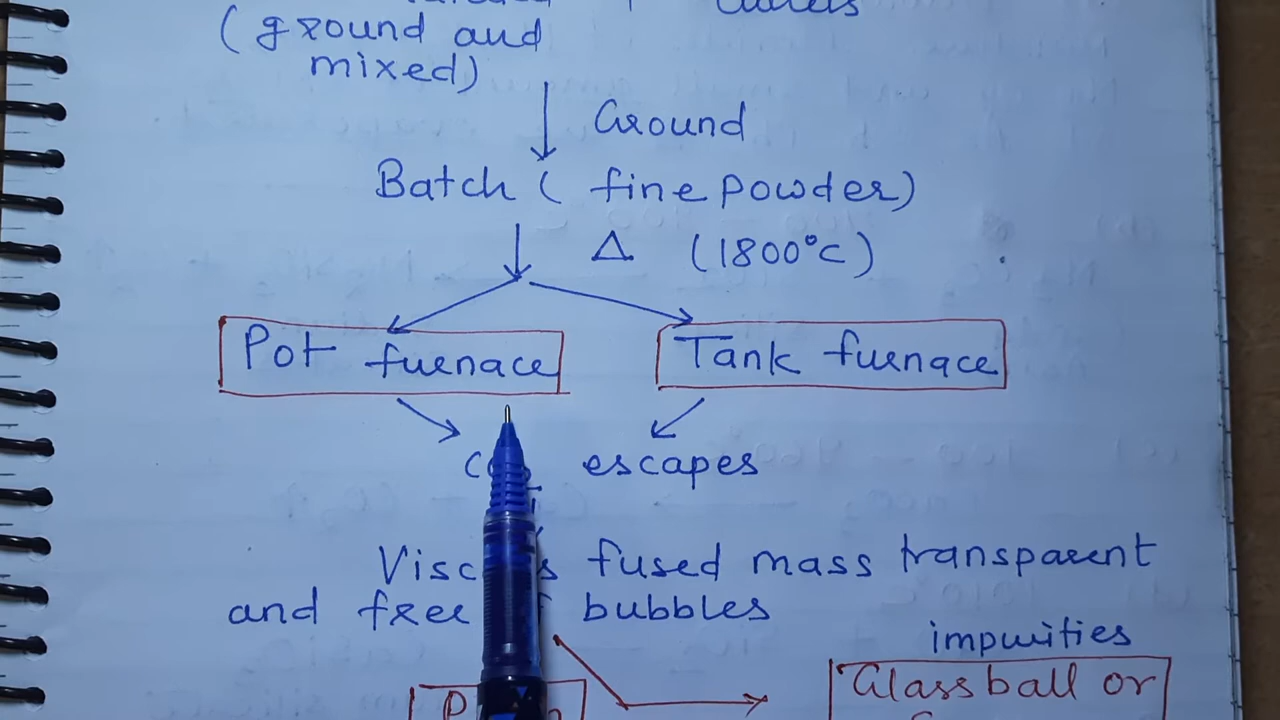 (ground and
mixed)
Ground
Batch ( fine powder)
Δ (1800°C)
Pot furnace Tank furnace
escapes
fused mass transparent
and free bubbles
impurities
Glass ball or